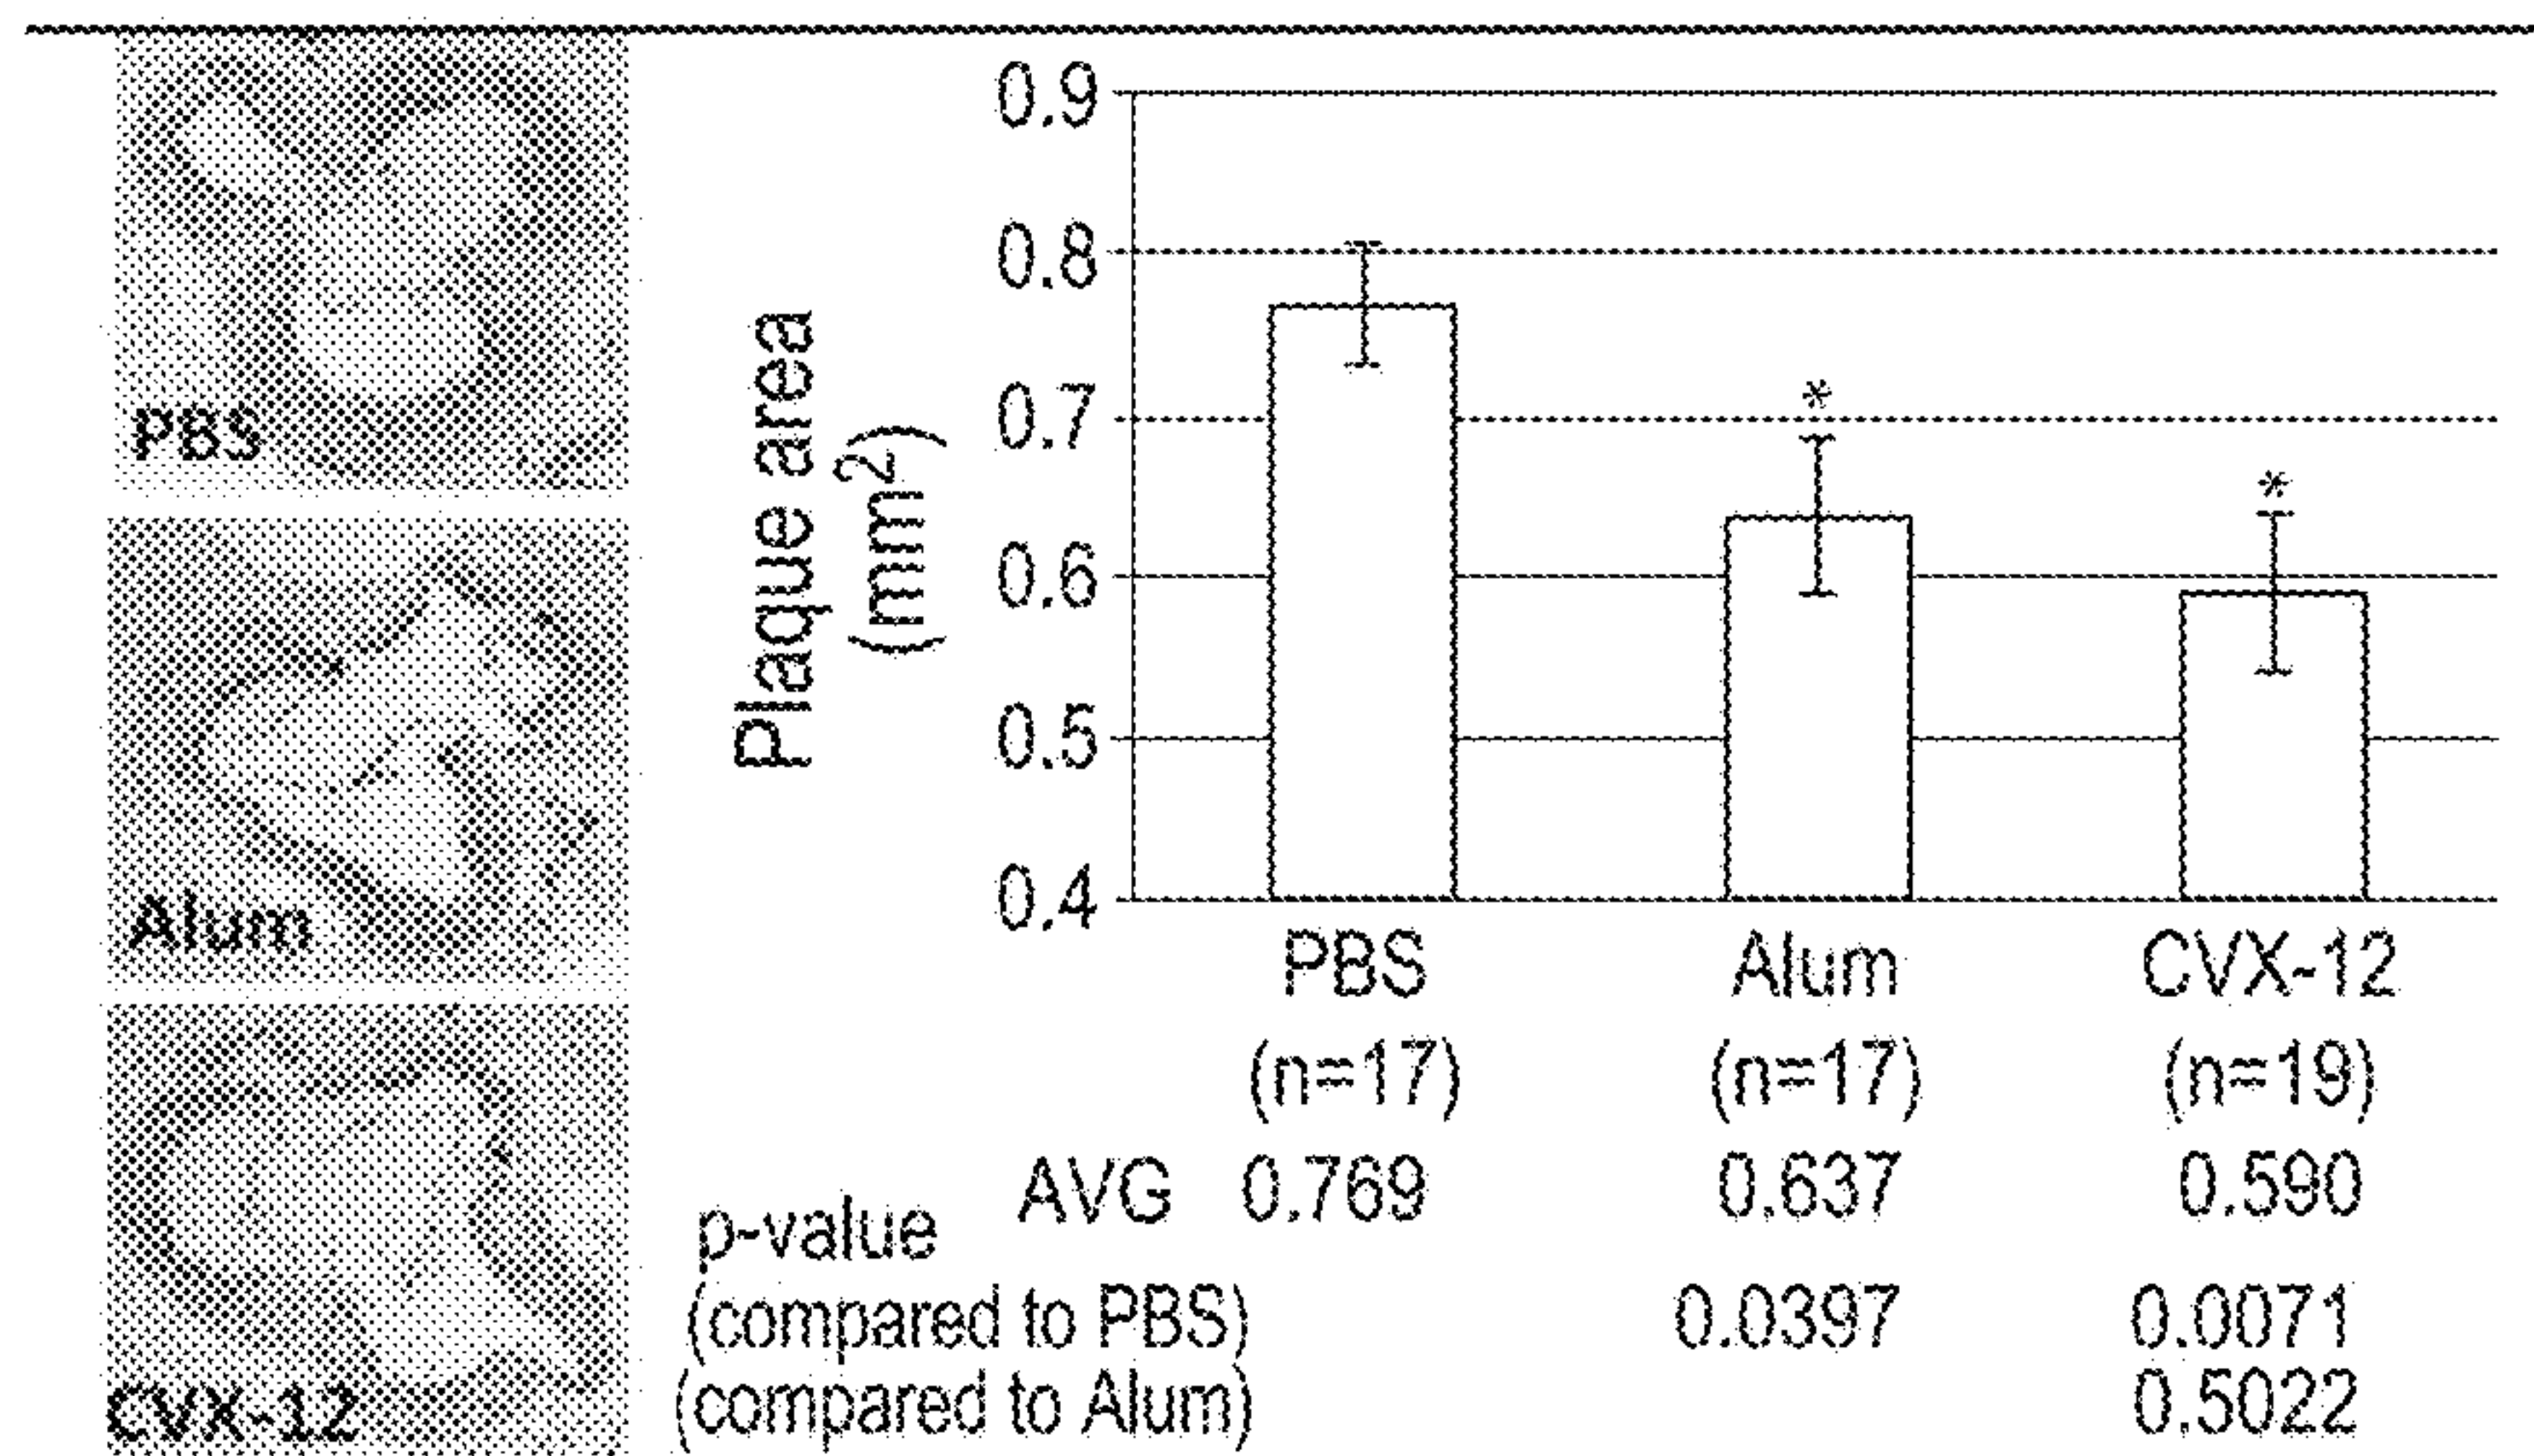 PBS
Alum
CVX-12
Plaque area
(mm²)
0.9
0.8
0.7
0.6
0.5
0.4
*
*
PBS Alum CVX-12
(n=17) (n=17) (n=19)
AVG 0.769 0.637 0.590
p-value
(compared to PBS) 0.0397 0.0071
(compared to Alum) 0.5022